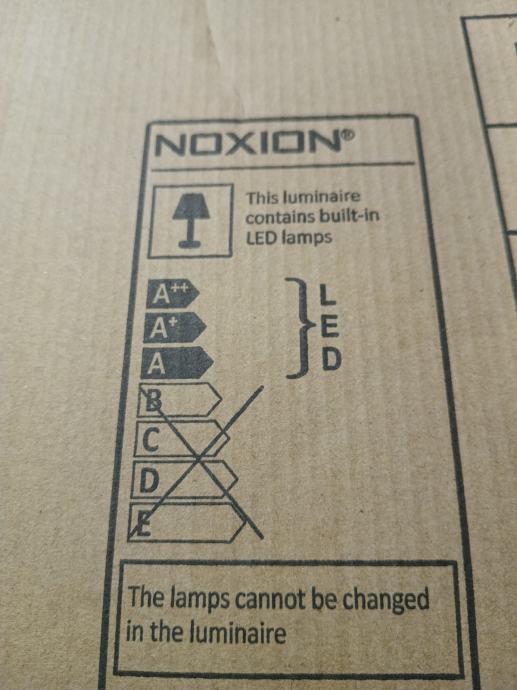 NOXION®
This luminaire
contains built-in
LED lamps
A++
A+
A
B
C
D
E
L
E
D
The lamps cannot be changed
in the luminaire